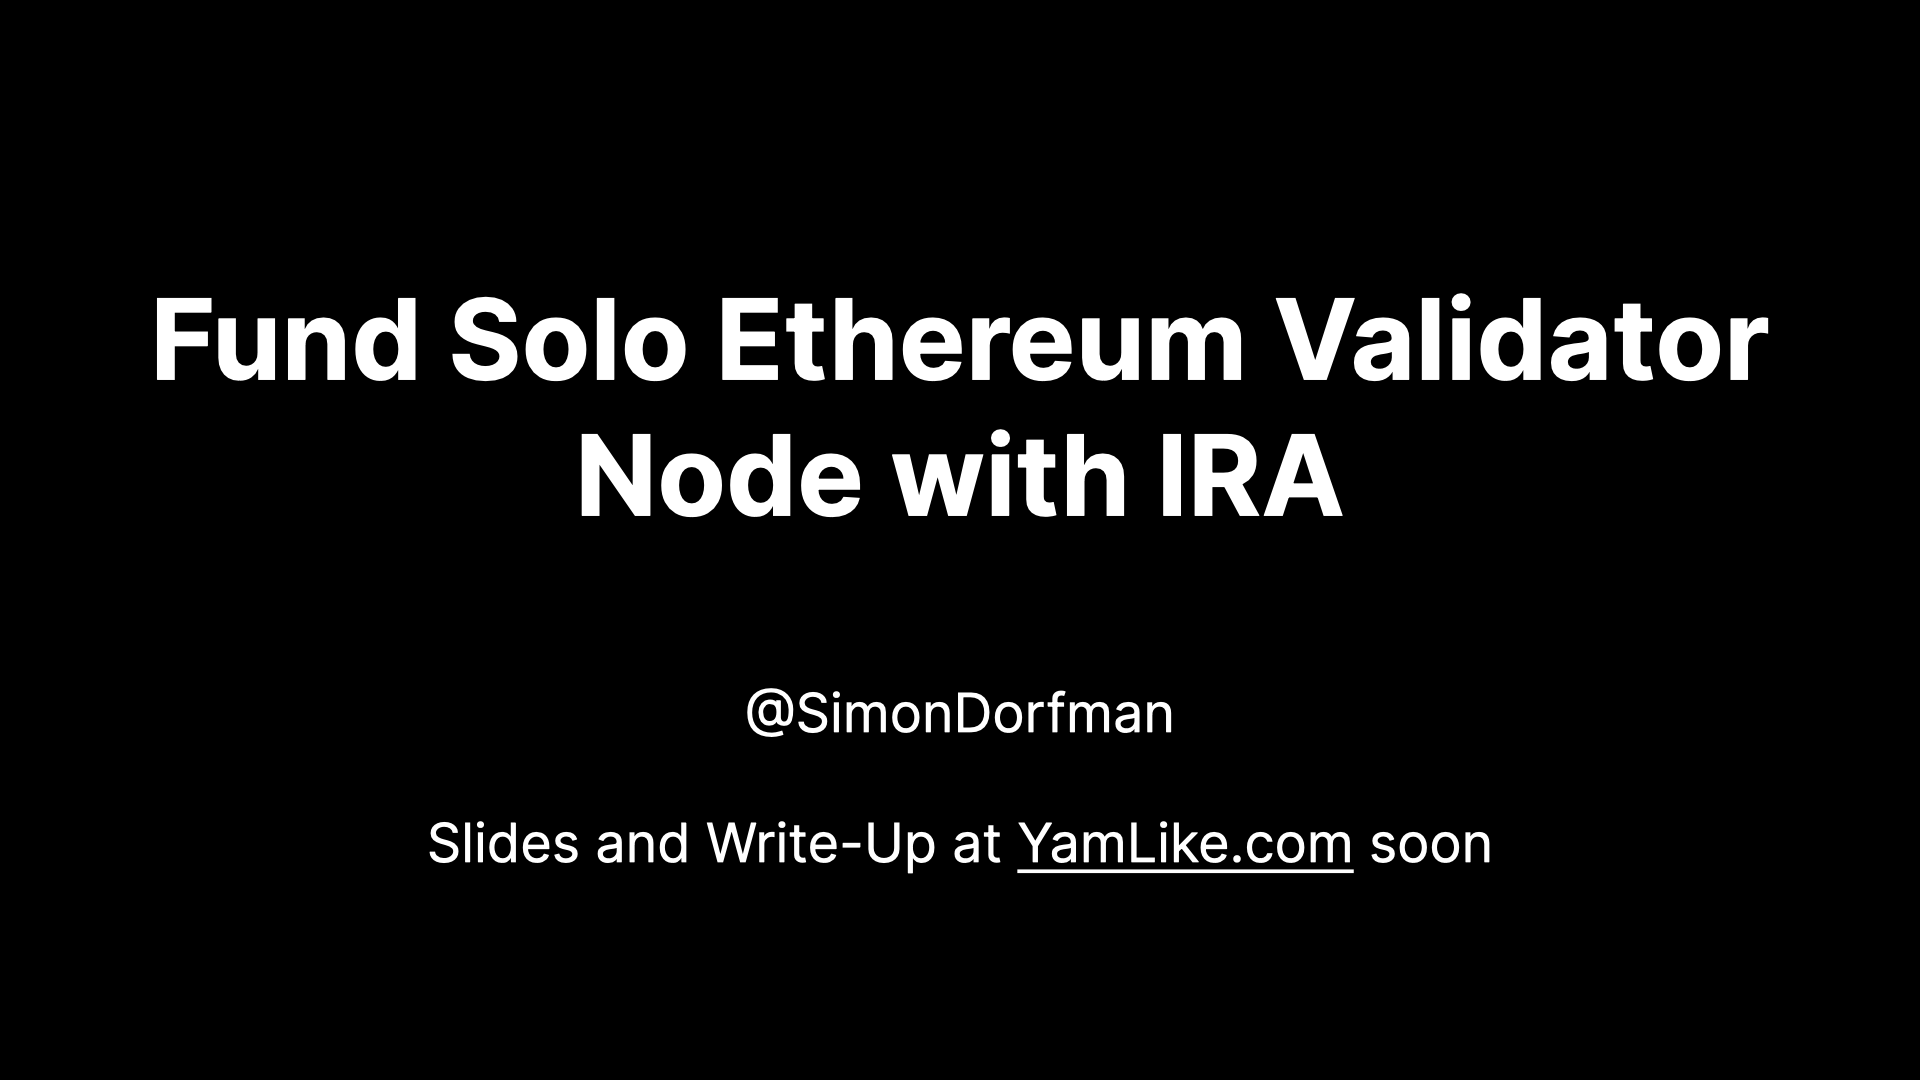 Fund Solo Ethereum Validator
Node with IRA
@SimonDorfman
Slides and Write-Up at YamLike.com soon